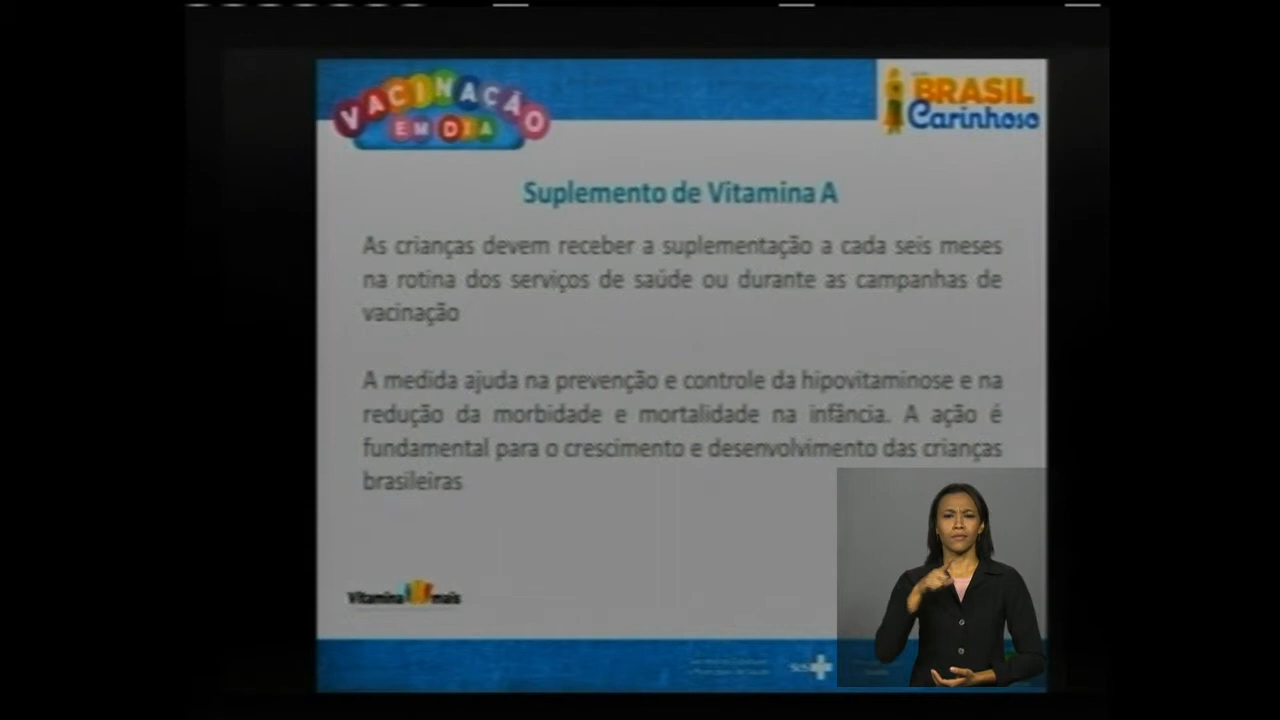 VACINAÇÃO
EM DIA
BRASIL
Carinhoso
Suplemento de Vitamina A
As crianças devem receber a suplementação a cada seis meses
na rotina dos serviços de saúde ou durante as campanhas de
vacinação
A medida ajuda na prevenção e controle da hipovitaminose e na
redução da morbidade e mortalidade na infância. A ação é
fundamental para o crescimento e desenvolvimento das crianças
brasileiras
Vitamina mais
SUS